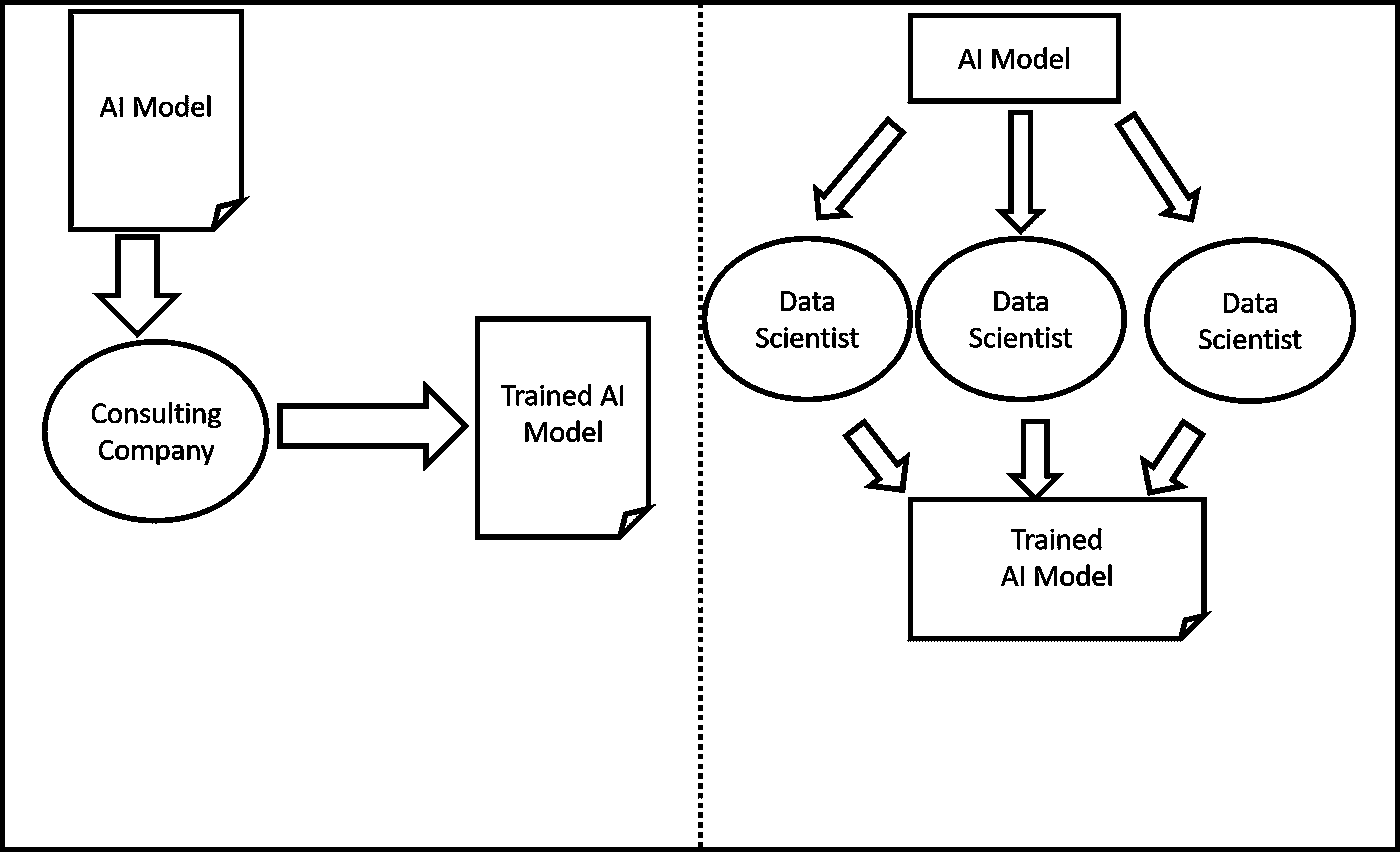 AI Model
Consulting
Company
Trained AI
Model
AI Model
Data
Scientist
Data
Scientist
Data
Scientist
Trained
AI Model